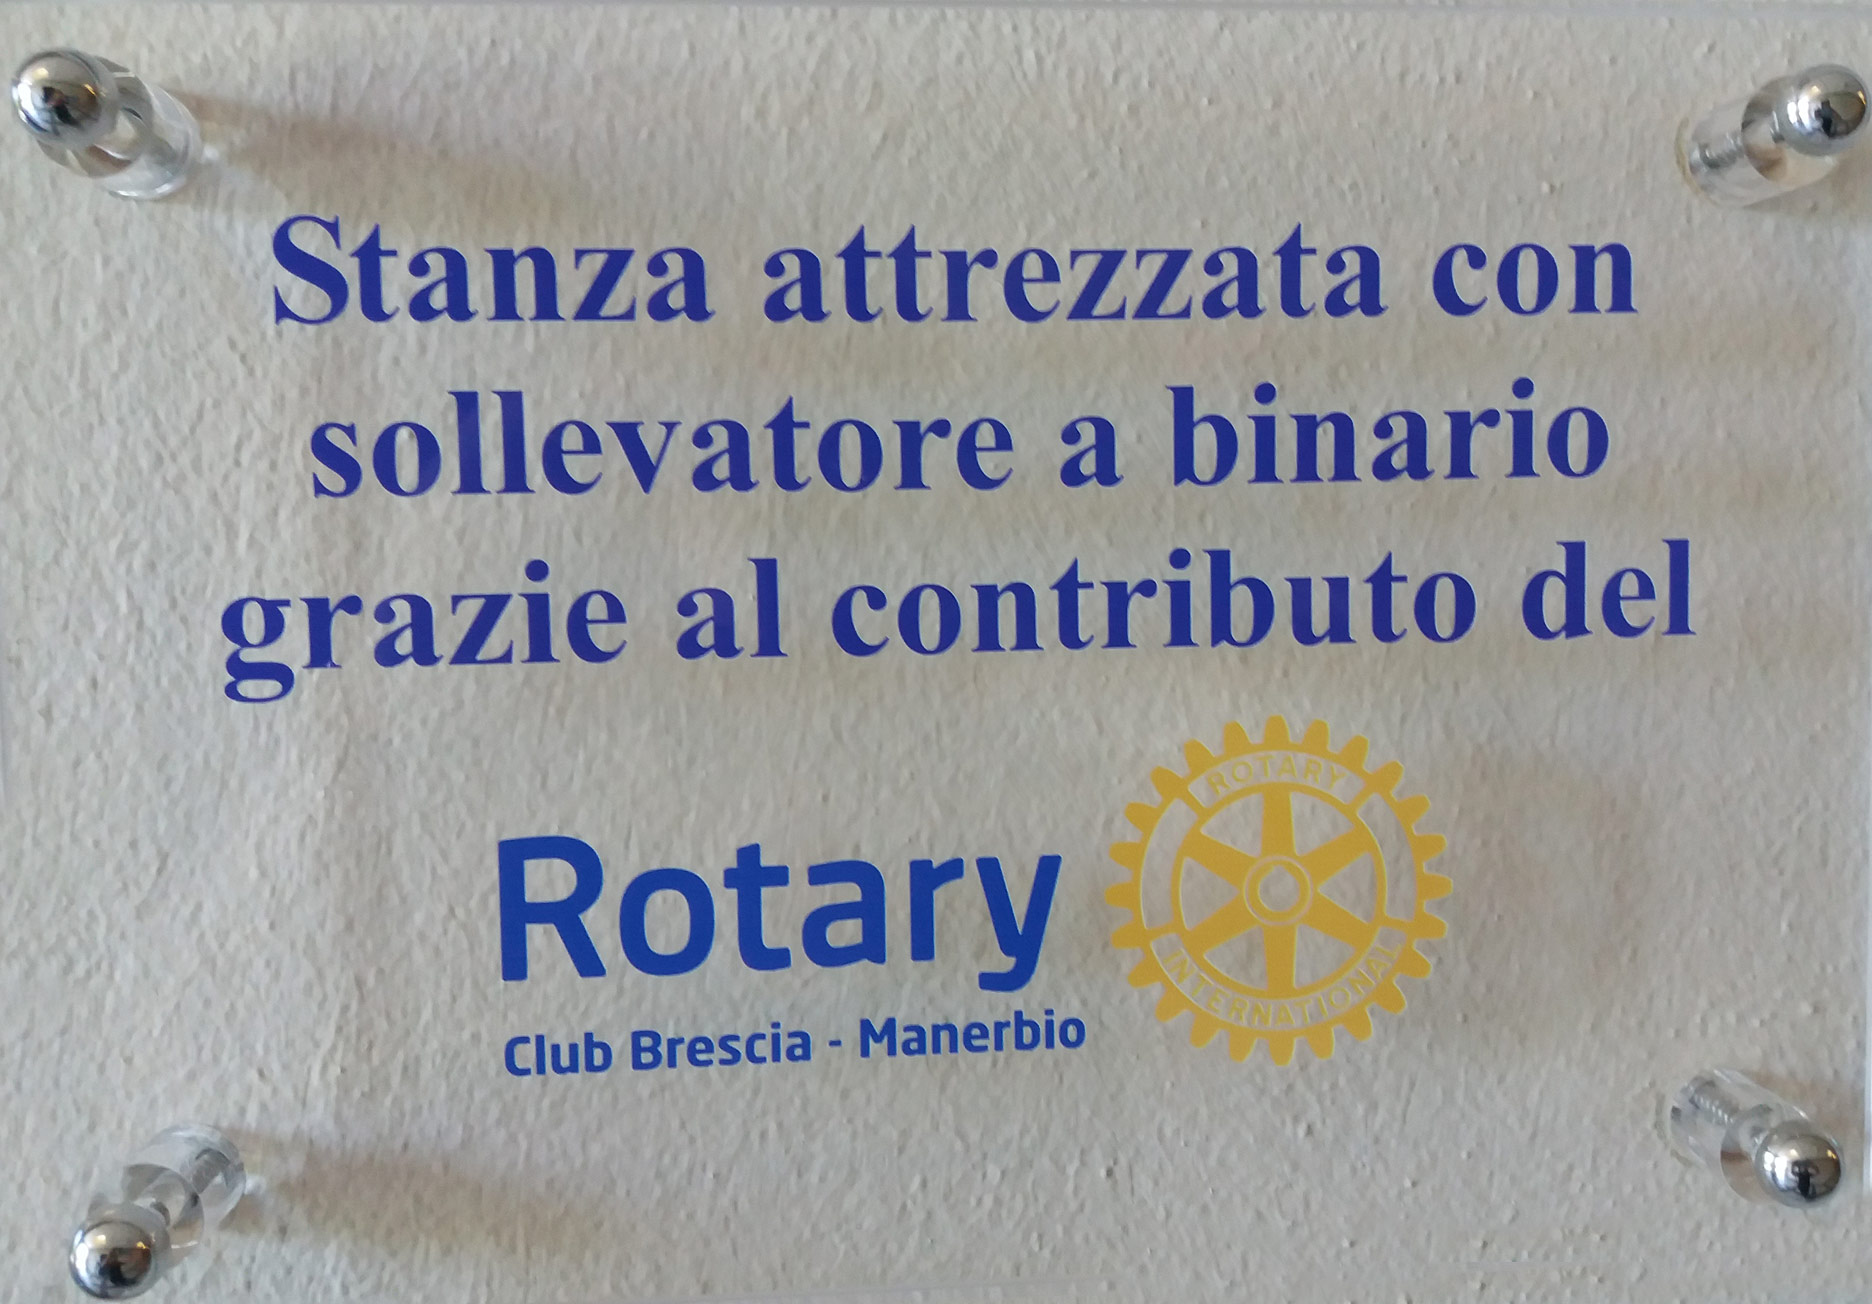 Stanza attrezzata con
sollevatore a binario
grazie al contributo del
Rotary
Club Brescia - Manerbio
ROTARY
INTERNATIONAL